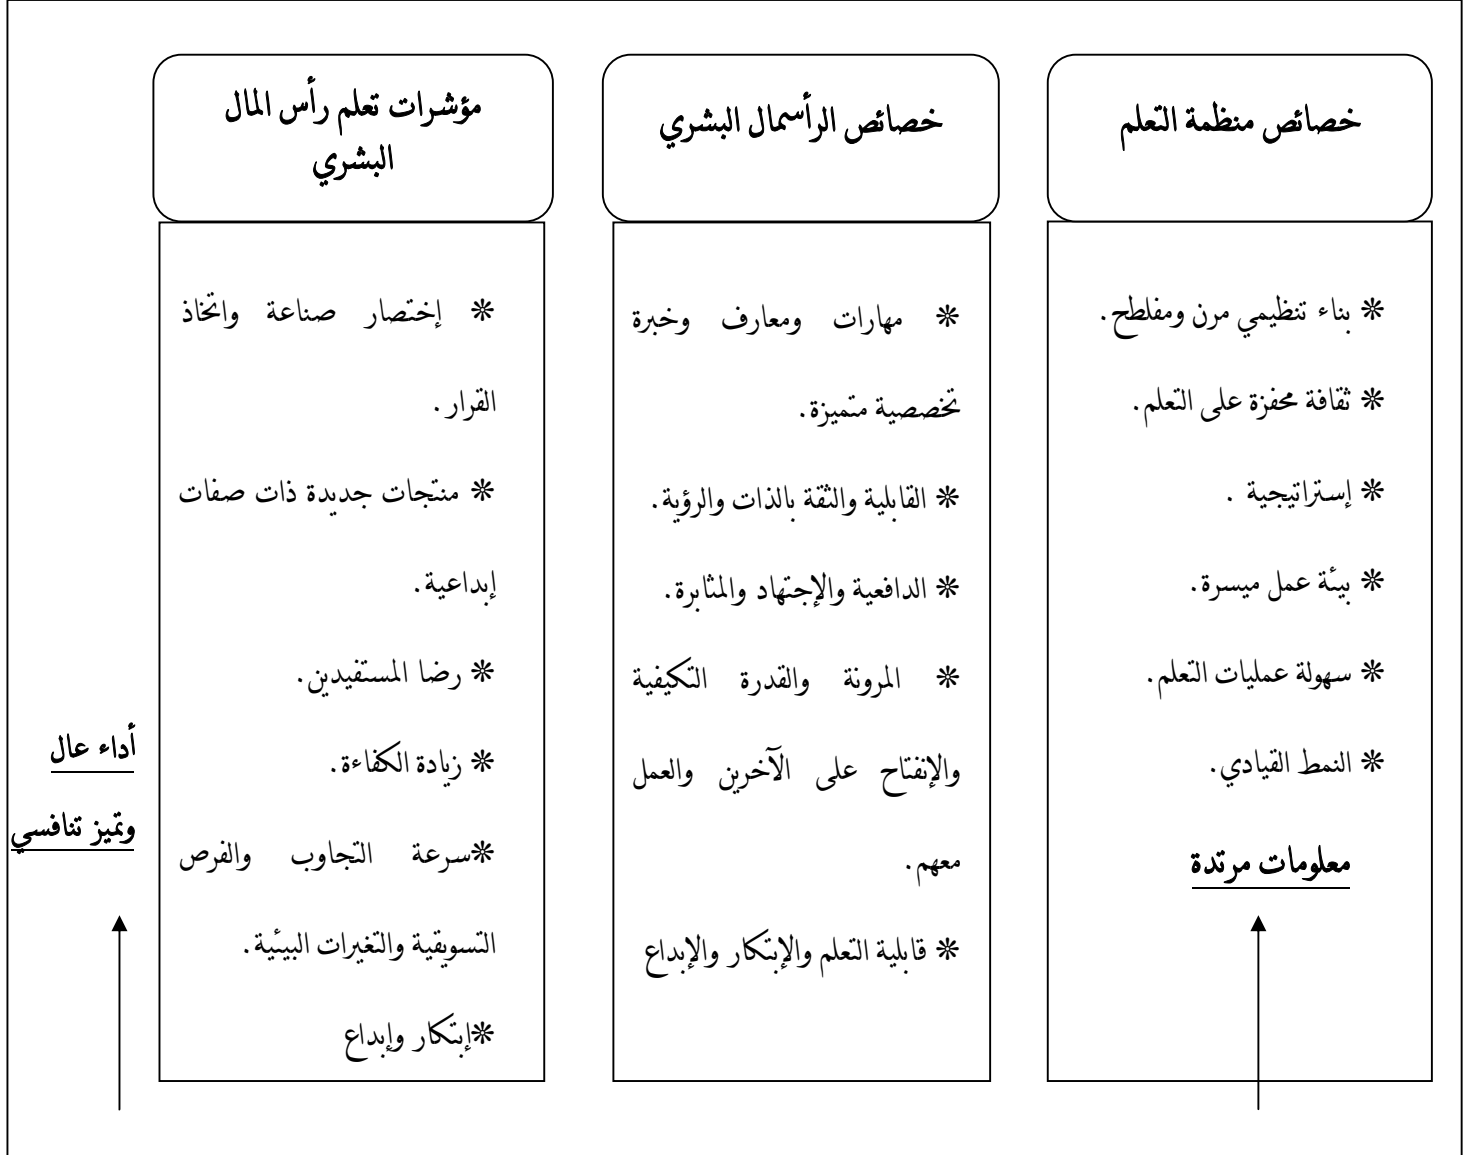 خصائص منظمة التعلم
❊ بناء تنظيمي مرن ومفلطح.
❊ ثقافة محفزة على التعلم.
❊ إستراتيجية .
❊ بيئة عمل ميسرة.
❊ سهولة عمليات التعلم.
❊ النمط القيادي.
معلومات مرتدة
خصائص الرأسمال البشري
❊ مهارات ومعارف وخبرة
تخصصية متميزة.
❊ القابلية والثقة بالذات والرؤية.
❊ الدافعية والإجتهاد والمثابرة.
❊ المرونة والقدرة التكيفية
والإنفتاح على الآخرين والعمل
معهم.
❊ قابلية التعلم والإبتكار والإبداع
مؤشرات تعلم رأس المال
البشري
❊ إختصار صناعة واتخاذ
القرار.
❊ منتجات جديدة ذات صفات
إبداعية.
❊ رضا المستفيدين.
❊ زيادة الكفاءة.
❊سرعة التجاوب والفرص
التسويقية والتغيرات البيئية.
❊إبتكار وإبداع
أداء عال
وتميز تنافسي